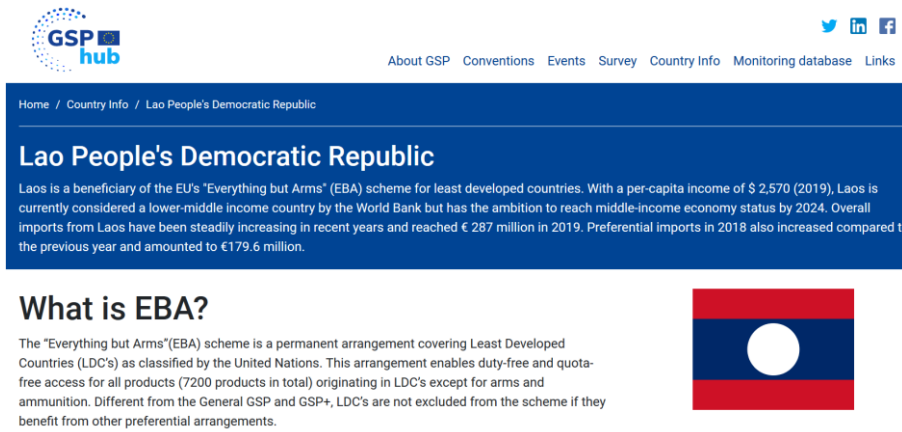 GSP
hub
About GSP Conventions Events Survey Country Info Monitoring database Links
Home / Country Info / Lao People's Democratic Republic
Lao People's Democratic Republic
Laos is a beneficiary of the EU's "Everything but Arms" (EBA) scheme for least developed countries. With a per-capita income of $ 2,570 (2019), Laos is
currently considered a lower-middle income country by the World Bank but has the ambition to reach middle-income economy status by 2024. Overall
imports from Laos have been steadily increasing in recent years and reached € 287 million in 2019. Preferential imports in 2018 also increased compared t
the previous year and amounted to €179.6 million.
What is EBA?
The “Everything but Arms”(EBA) scheme is a permanent arrangement covering Least Developed
Countries (LDC’s) as classified by the United Nations. This arrangement enables duty-free and quota-
free access for all products (7200 products in total) originating in LDC’s except for arms and
ammunition. Different from the General GSP and GSP+, LDC’s are not excluded from the scheme if they
benefit from other preferential arrangements.